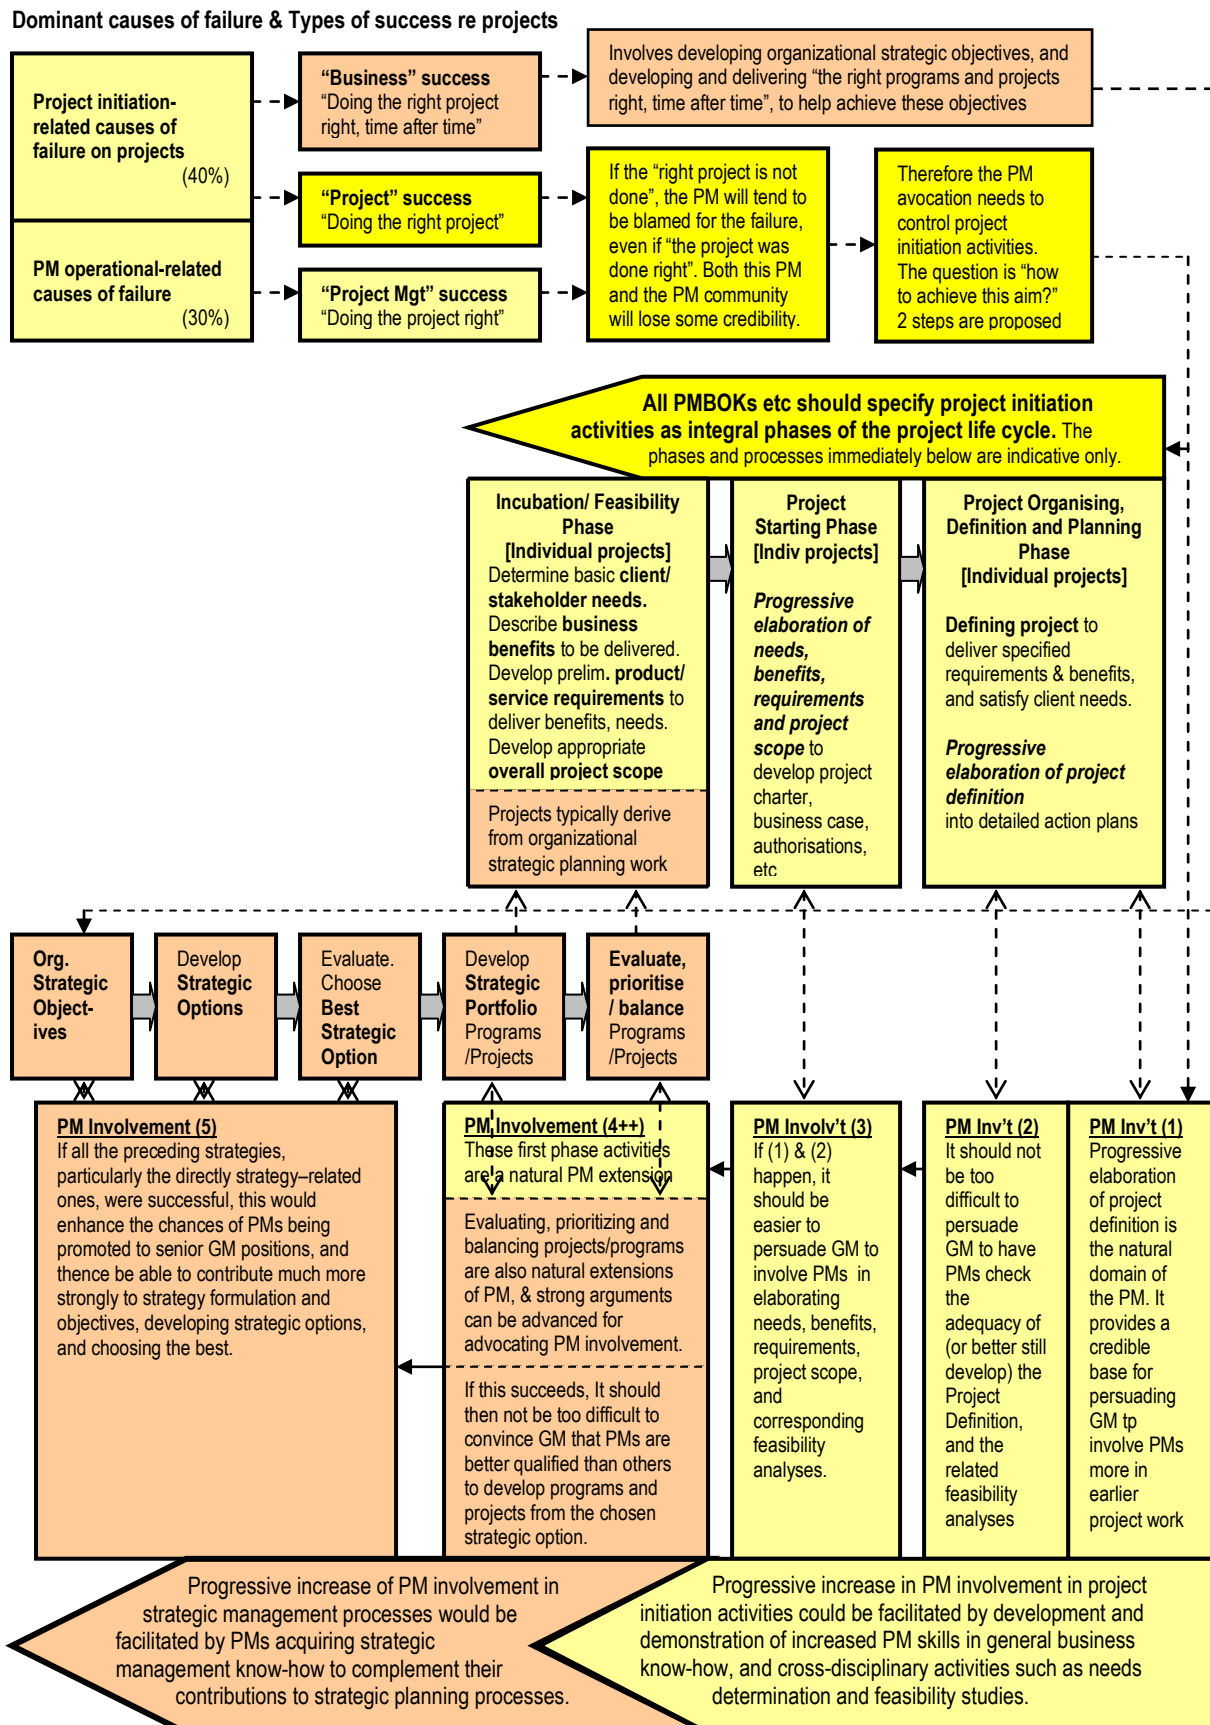 Dominant causes of failure & Types of success re projects
Project initiation-
related causes of
failure on projects
(40%)
PM operational-related
causes of failure
(30%)
“Business” success
“Doing the right project
right, time after time”
“Project” success
“Doing the right project”
“Project Mgt” success
“Doing the project right”
Involves developing organizational strategic objectives, and
developing and delivering “the right programs and projects
right, time after time”, to help achieve these objectives
If the “right project is not
done”, the PM will tend to
be blamed for the failure,
even if “the project was
done right”. Both this PM
and the PM community
will lose some credibility.
Therefore the PM
avocation needs to
control project
initiation activities.
The question is “how
to achieve this aim?”
2 steps are proposed
All PMBOKs etc should specify project initiation
activities as integral phases of the project life cycle. The
phases and processes immediately below are indicative only.
Incubation/ Feasibility
Phase
[Individual projects]
Determine basic client/
stakeholder needs.
Describe business
benefits to be delivered.
Develop prelim. product/
service requirements to
deliver benefits, needs.
Develop appropriate
overall project scope
Projects typically derive
from organizational
strategic planning work
Project
Starting Phase
[Indiv projects]
Progressive
elaboration of
needs,
benefits,
requirements
and project
scope to
develop project
charter,
business case,
authorisations,
etc
Project Organising,
Definition and Planning
Phase
[Individual projects]
Defining project to
deliver specified
requirements & benefits,
and satisfy client needs.
Progressive
elaboration of project
definition
into detailed action plans
Org.
Strategic
Object-
ives
Develop
Strategic
Options
Evaluate.
Choose
Best
Strategic
Option
Develop
Strategic
Portfolio
Programs
/Projects
Evaluate,
prioritise
/ balance
Programs
/Projects
PM Involvement (5)
If all the preceding strategies,
particularly the directly strategy–related
ones, were successful, this would
enhance the chances of PMs being
promoted to senior GM positions, and
thence be able to contribute much more
strongly to strategy formulation and
objectives, developing strategic options,
and choosing the best.
PM Involvement (4++)
These first phase activities
are a natural PM extension
Evaluating, prioritizing and
balancing projects/programs
are also natural extensions
of PM, & strong arguments
can be advanced for
advocating PM involvement.
If this succeeds, It should
then not be too difficult to
convince GM that PMs are
better qualified than others
to develop programs and
projects from the chosen
strategic option.
PM Involv’t (3)
If (1) & (2)
happen, it
should be
easier to
persuade GM to
involve PMs in
elaborating
needs, benefits,
requirements,
project scope,
and
corresponding
feasibility
analyses.
PM Inv’t (2)
It should not
be too
difficult to
persuade
GM to have
PMs check
the
adequacy of
(or better still
develop) the
Project
Definition,
and the
related
feasibility
analyses
PM Inv’t (1)
Progressive
elaboration
of project
definition is
the natural
domain of
the PM. It
provides a
credible
base for
persuading
GM tp
involve PMs
more in
earlier
project work
Progressive increase of PM involvement in
strategic management processes would be
facilitated by PMs acquiring strategic
management know-how to complement their
contributions to strategic planning processes.
Progressive increase in PM involvement in project
initiation activities could be facilitated by development and
demonstration of increased PM skills in general business
know-how, and cross-disciplinary activities such as needs
determination and feasibility studies.